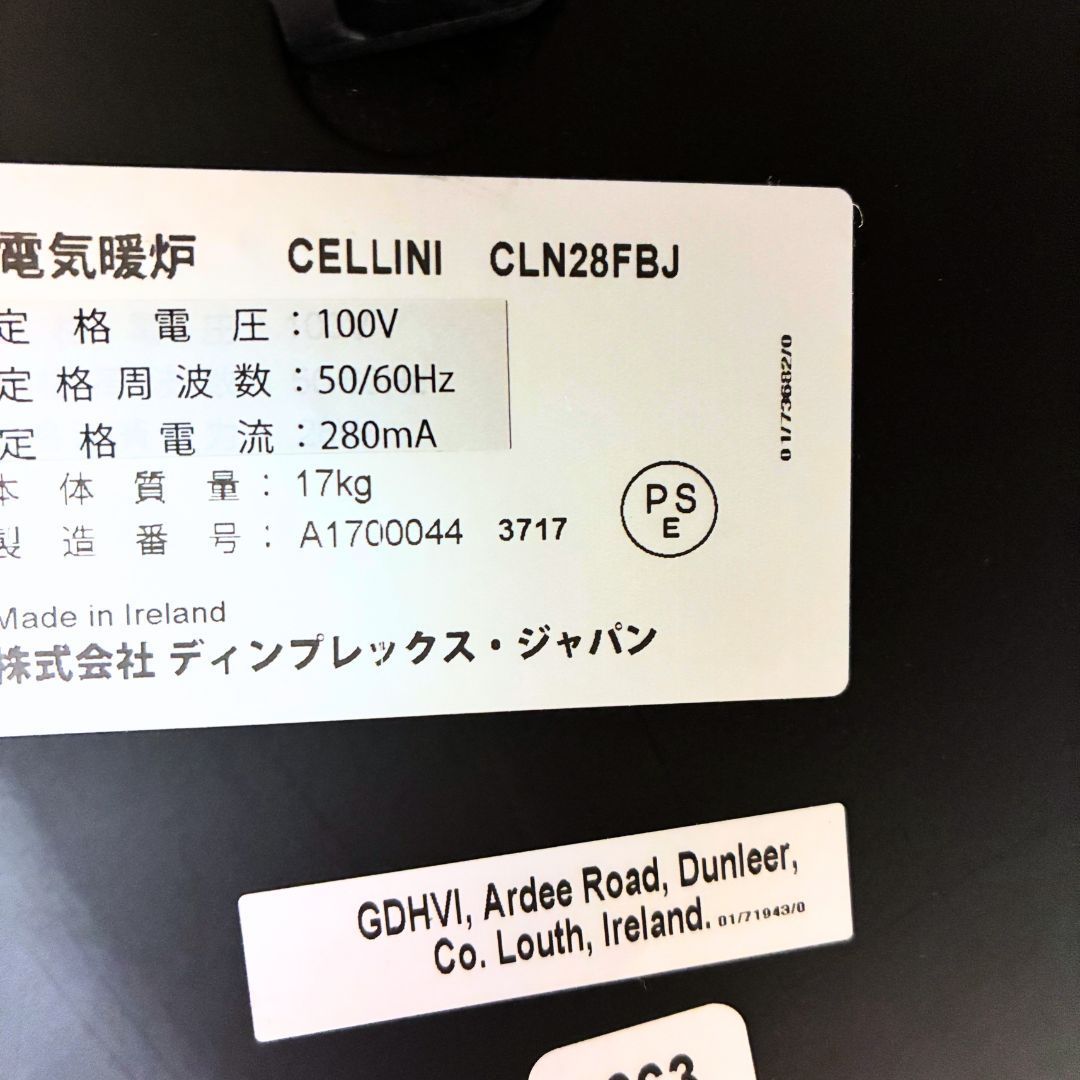 電気暖炉 CELLINI CLN28FBJ
定格電圧：100V
定格周波数：50/60Hz
定格電流：280mA
本体質量：17kg
製造番号：A1700044 3717
PS
E
01/73682/0
Made in Ireland
株式会社 ディンプレックス・ジャパン
GDHVI, Ardee Road, Dunleer,
Co. Louth, Ireland. 01/71943/0